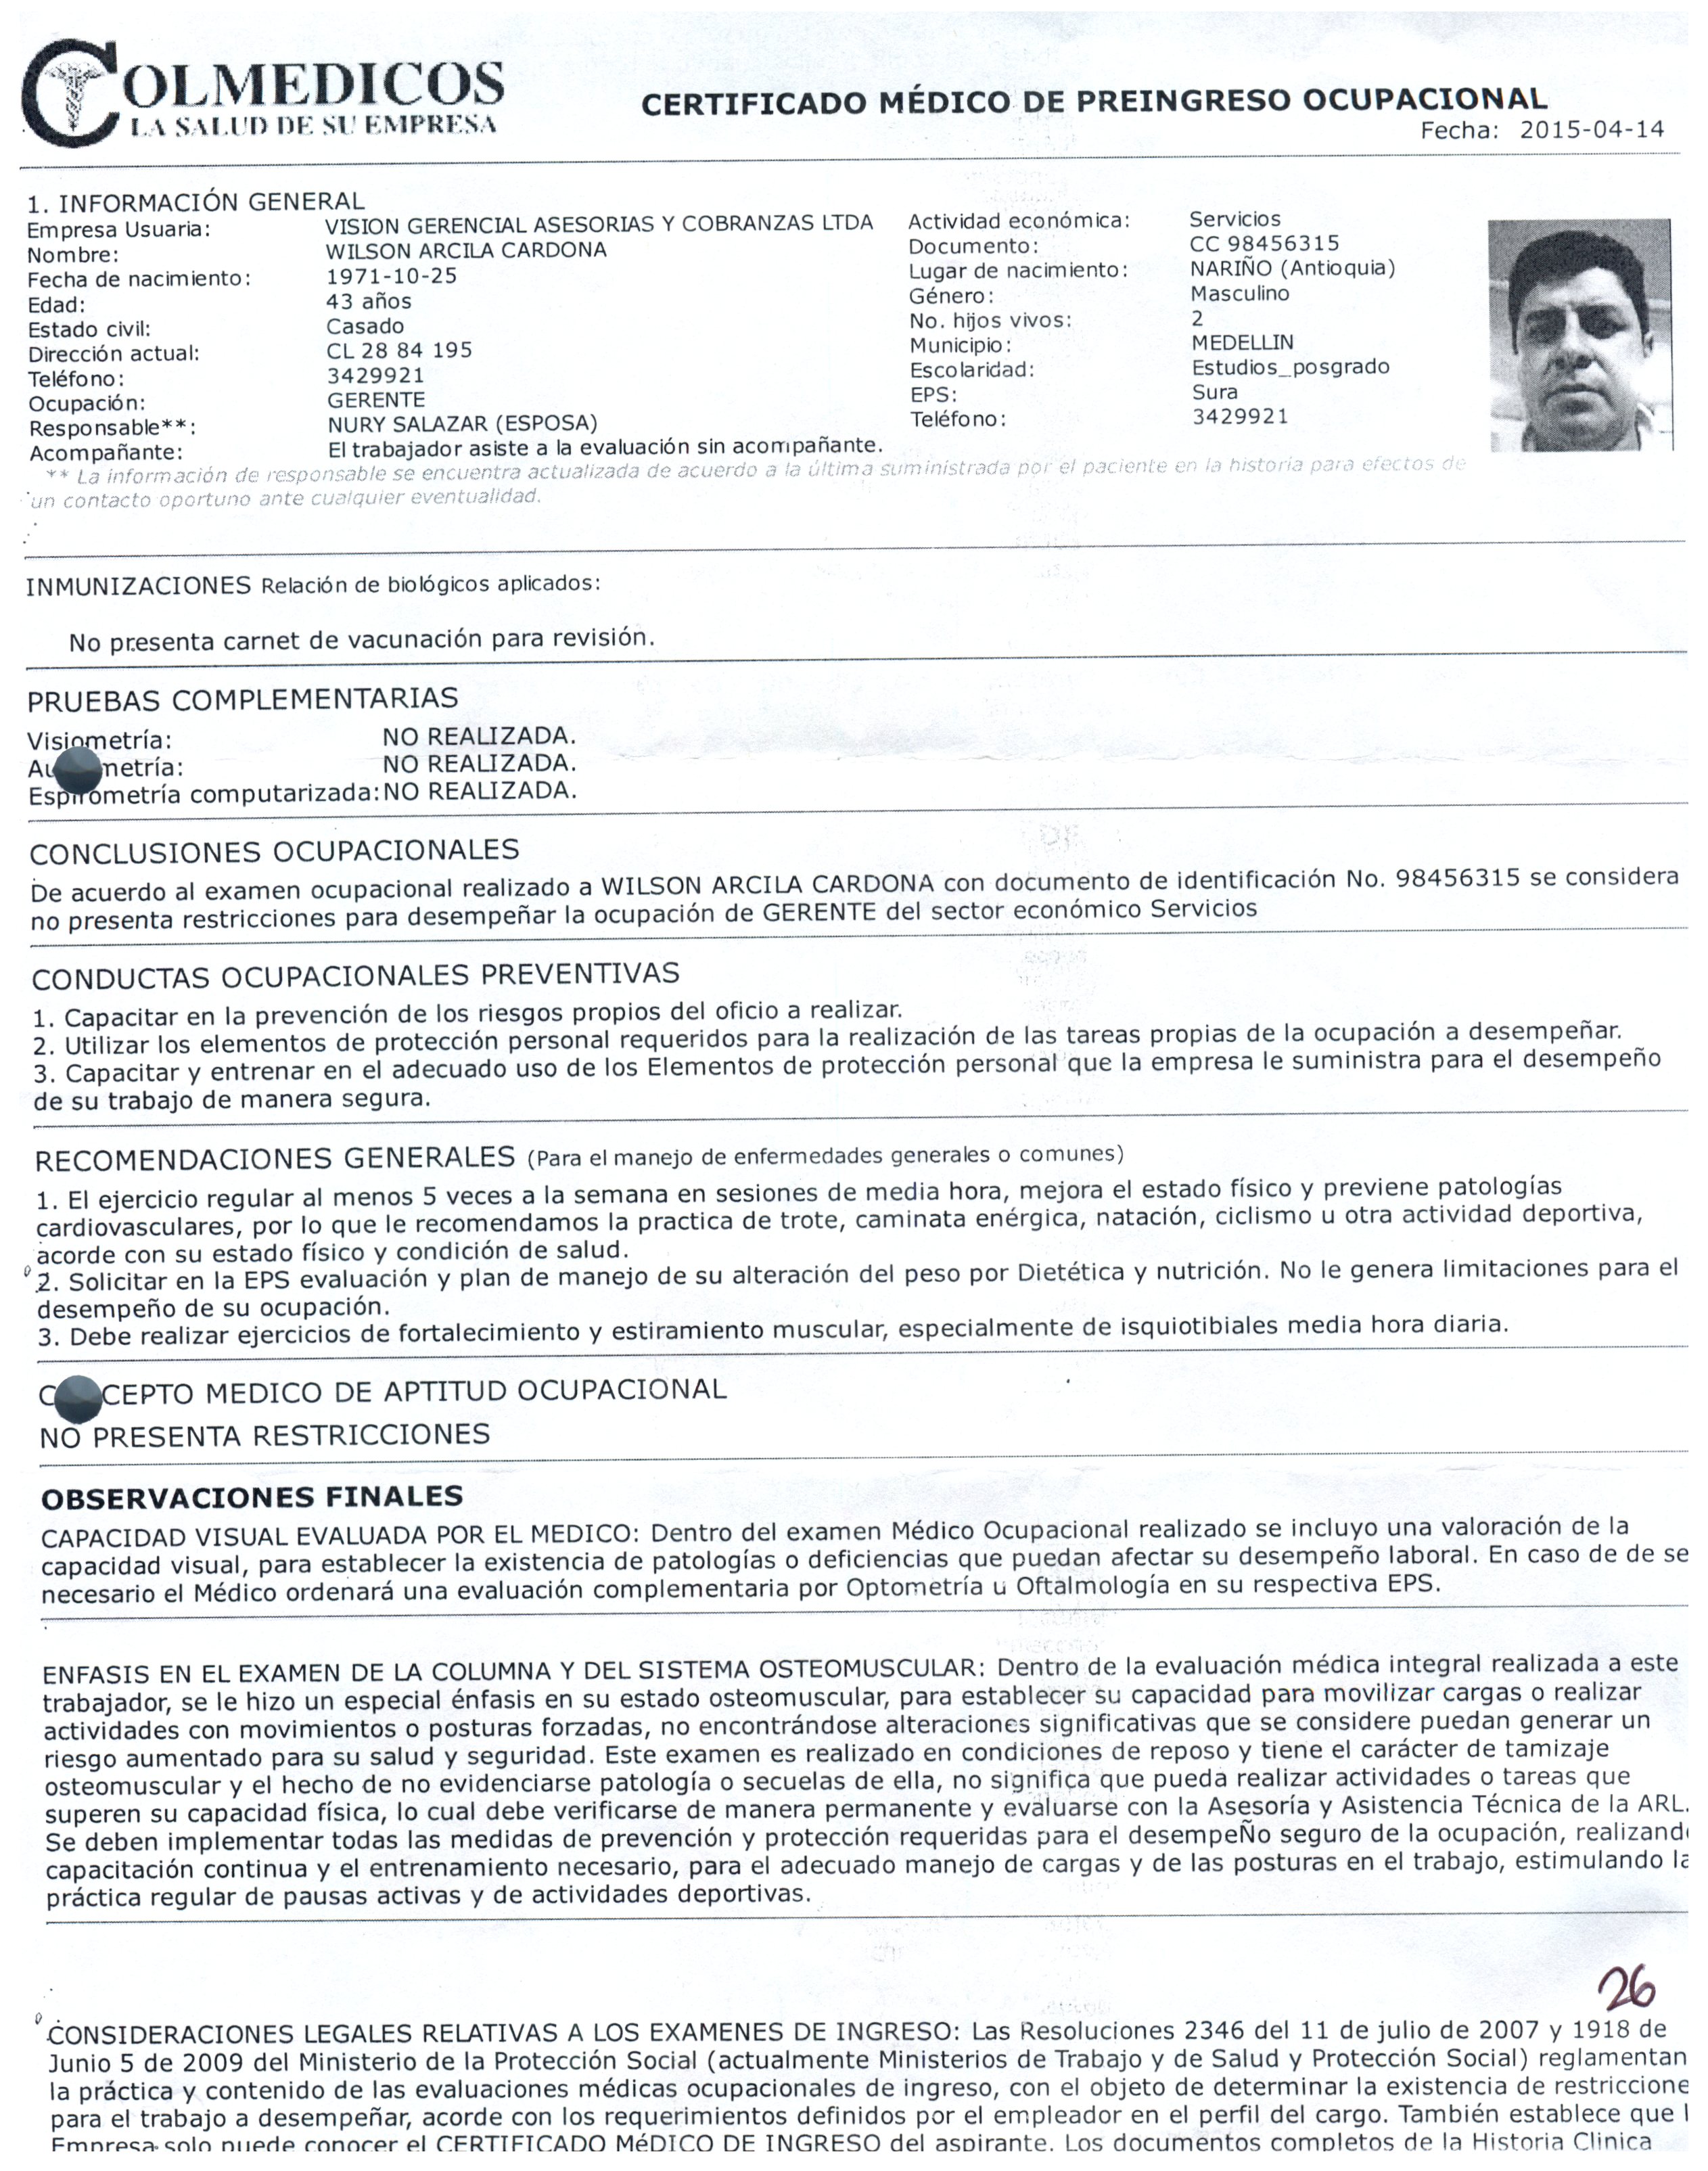 COLMEDICOS
LA SALUD DE SU EMPRESA
CERTIFICADO MÉDICO DE PREINGRESO OCUPACIONAL
Fecha: 2015-04-14
1. INFORMACIÓN GENERAL
Empresa Usuaria: VISION GERENCIAL ASESORIAS Y COBRANZAS LTDA Actividad económica: Servicios
Nombre: WILSON ARCILA CARDONA Documento: CC 98456315
Fecha de nacimiento: 1971-10-25 Lugar de nacimiento: NARIÑO (Antioquia)
Edad: 43 años Género: Masculino
Estado civil: Casado No. hijos vivos: 2
Dirección actual: CL 28 84 195 Municipio: MEDELLIN
Teléfono: 3429921 Escolaridad: Estudios_posgrado
Ocupación: GERENTE EPS: Sura
Responsable**: NURY SALAZAR (ESPOSA) Teléfono: 3429921
Acompañante: El trabajador asiste a la evaluación sin acompañante.
** La información de responsable se encuentra actualizada de acuerdo a la última suministrada por el paciente en la historia para efectos de
un contacto oportuno ante cualquier eventualidad.
INMUNIZACIONES Relación de biológicos aplicados:
No presenta carnet de vacunación para revisión.
PRUEBAS COMPLEMENTARIAS
Visiometría: NO REALIZADA.
Au metría: NO REALIZADA.
Espirometría computarizada: NO REALIZADA.
CONCLUSIONES OCUPACIONALES
De acuerdo al examen ocupacional realizado a WILSON ARCILA CARDONA con documento de identificación No. 98456315 se considera
no presenta restricciones para desempeñar la ocupación de GERENTE del sector económico Servicios
CONDUCTAS OCUPACIONALES PREVENTIVAS
1. Capacitar en la prevención de los riesgos propios del oficio a realizar.
2. Utilizar los elementos de protección personal requeridos para la realización de las tareas propias de la ocupación a desempeñar.
3. Capacitar y entrenar en el adecuado uso de los Elementos de protección personal que la empresa le suministra para el desempeño
de su trabajo de manera segura.
RECOMENDACIONES GENERALES (Para el manejo de enfermedades generales o comunes)
1. El ejercicio regular al menos 5 veces a la semana en sesiones de media hora, mejora el estado físico y previene patologías
cardiovasculares, por lo que le recomendamos la practica de trote, caminata enérgica, natación, ciclismo u otra actividad deportiva,
acorde con su estado físico y condición de salud.
2. Solicitar en la EPS evaluación y plan de manejo de su alteración del peso por Dietética y nutrición. No le genera limitaciones para el
desempeño de su ocupación.
3. Debe realizar ejercicios de fortalecimiento y estiramiento muscular, especialmente de isquiotibiales media hora diaria.
C CEPTO MEDICO DE APTITUD OCUPACIONAL
NO PRESENTA RESTRICCIONES
OBSERVACIONES FINALES
CAPACIDAD VISUAL EVALUADA POR EL MEDICO: Dentro del examen Médico Ocupacional realizado se incluyo una valoración de la
capacidad visual, para establecer la existencia de patologías o deficiencias que puedan afectar su desempeño laboral. En caso de de se
necesario el Médico ordenará una evaluación complementaria por Optometría u Oftalmología en su respectiva EPS.
ENFASIS EN EL EXAMEN DE LA COLUMNA Y DEL SISTEMA OSTEOMUSCULAR: Dentro de la evaluación médica integral realizada a este
trabajador, se le hizo un especial énfasis en su estado osteomuscular, para establecer su capacidad para movilizar cargas o realizar
actividades con movimientos o posturas forzadas, no encontrándose alteraciones significativas que se considere puedan generar un
riesgo aumentado para su salud y seguridad. Este examen es realizado en condiciones de reposo y tiene el carácter de tamizaje
osteomuscular y el hecho de no evidenciarse patología o secuelas de ella, no significa que pueda realizar actividades o tareas que
superen su capacidad física, lo cual debe verificarse de manera permanente y evaluarse con la Asesoría y Asistencia Técnica de la ARL.
Se deben implementar todas las medidas de prevención y protección requeridas para el desempeÑo seguro de la ocupación, realizand
capacitación continua y el entrenamiento necesario, para el adecuado manejo de cargas y de las posturas en el trabajo, estimulando la
práctica regular de pausas activas y de actividades deportivas.
26
CONSIDERACIONES LEGALES RELATIVAS A LOS EXAMENES DE INGRESO: Las Resoluciones 2346 del 11 de julio de 2007 y 1918 de
Junio 5 de 2009 del Ministerio de la Protección Social (actualmente Ministerios de Trabajo y de Salud y Protección Social) reglamentan
la práctica y contenido de las evaluaciones médicas ocupacionales de ingreso, con el objeto de determinar la existencia de restriccione
para el trabajo a desempeñar, acorde con los requerimientos definidos por el empleador en el perfil del cargo. También establece que l
Empresa solo puede conocer el CERTIFICADO MéDICO DE INGRESO del aspirante. Los documentos completos de la Historia Clinica